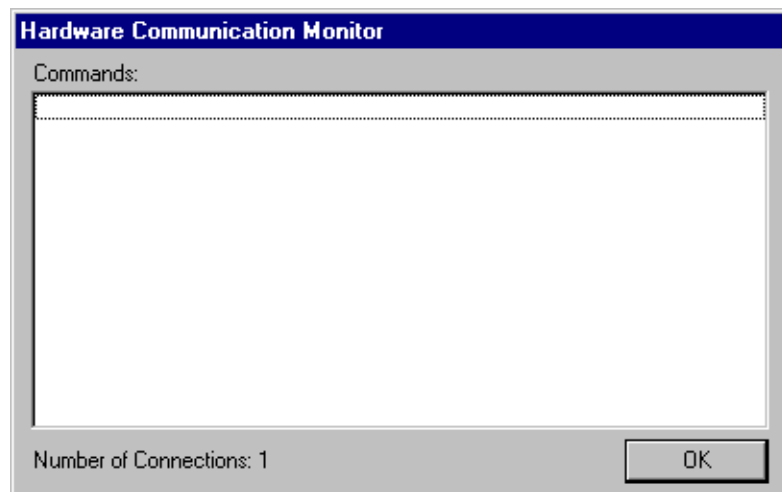 Hardware Communication Monitor
Commands:
Number of Connections: 1
OK